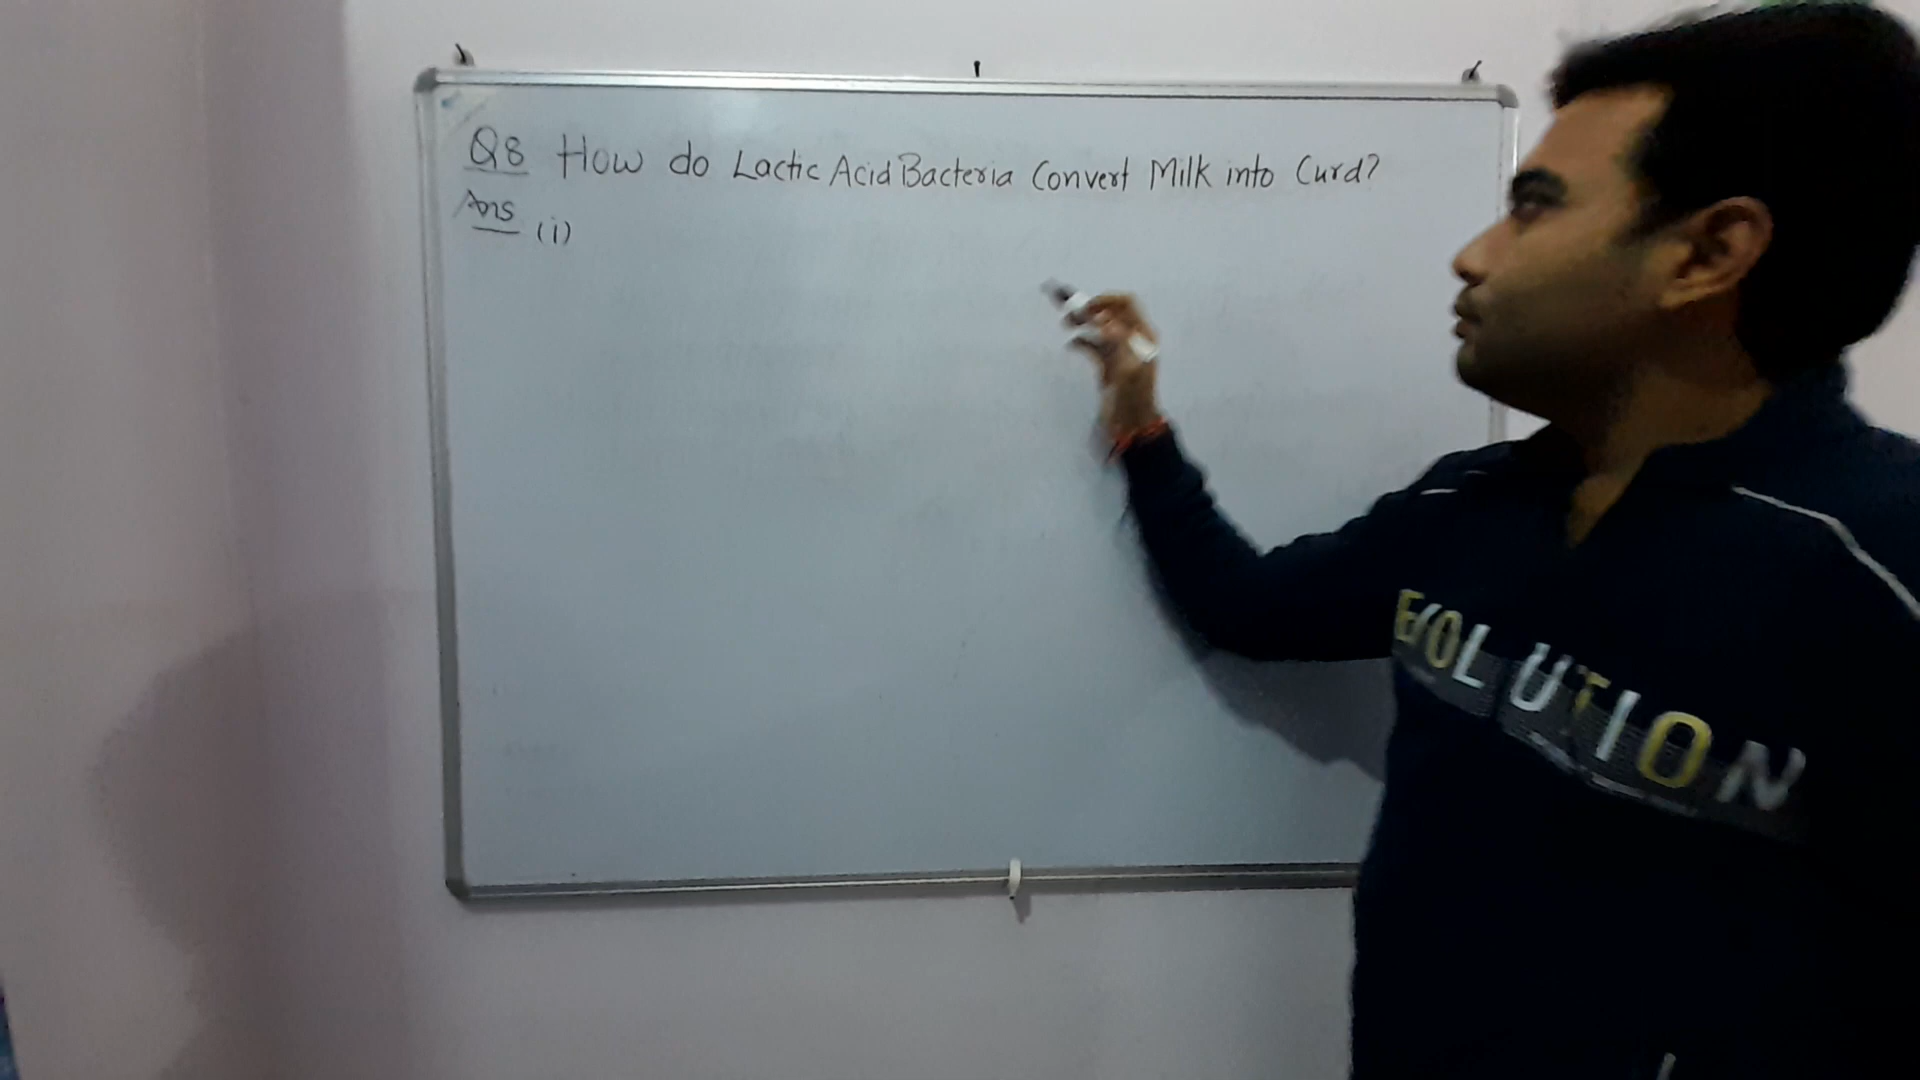 Q8 How do Lactic Acid Bacteria Convert Milk into Curd?
Ans
(i)
EVOLUTION